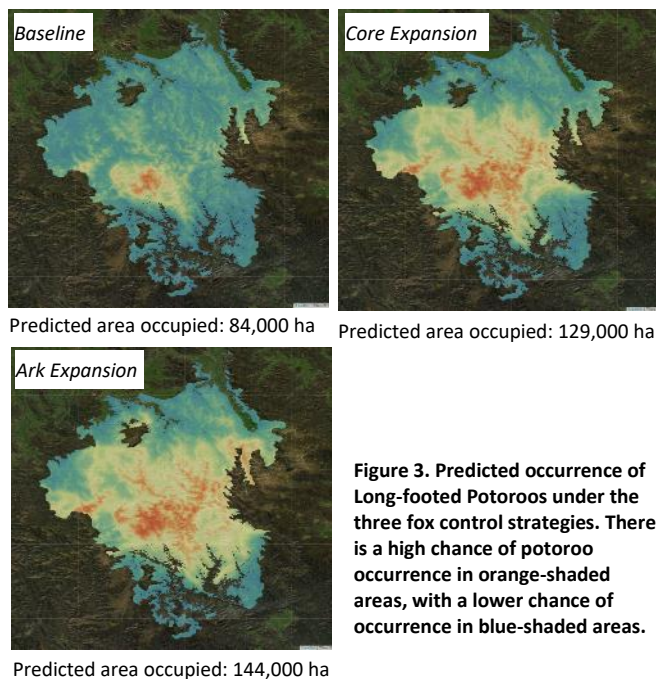 Baseline
Core Expansion
Predicted area occupied: 84,000 ha
Predicted area occupied: 129,000 ha
Ark Expansion
Figure 3. Predicted occurrence of
Long-footed Potoroos under the
three fox control strategies. There
is a high chance of potoroo
occurrence in orange-shaded
areas, with a lower chance of
occurrence in blue-shaded areas.
Predicted area occupied: 144,000 ha